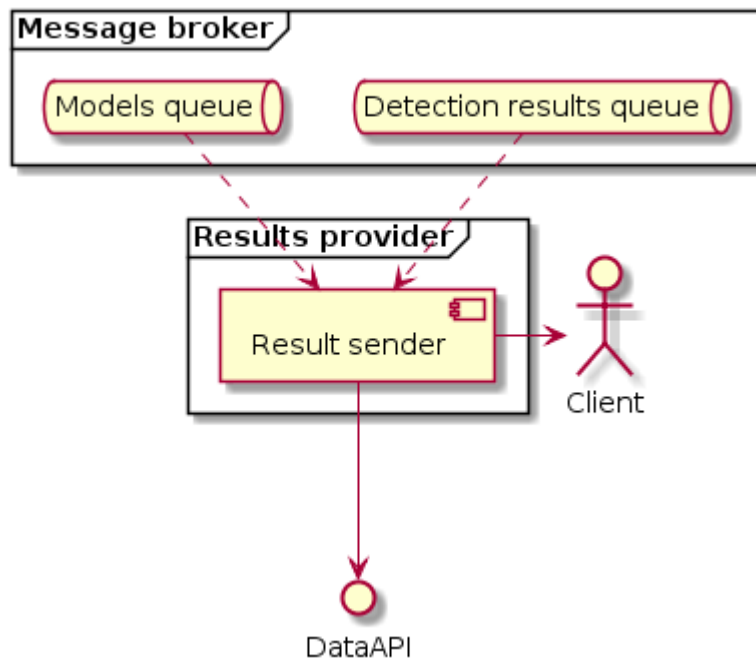 Message broker
Models queue
Detection results queue
Results provider
Result sender
Client
DataAPI